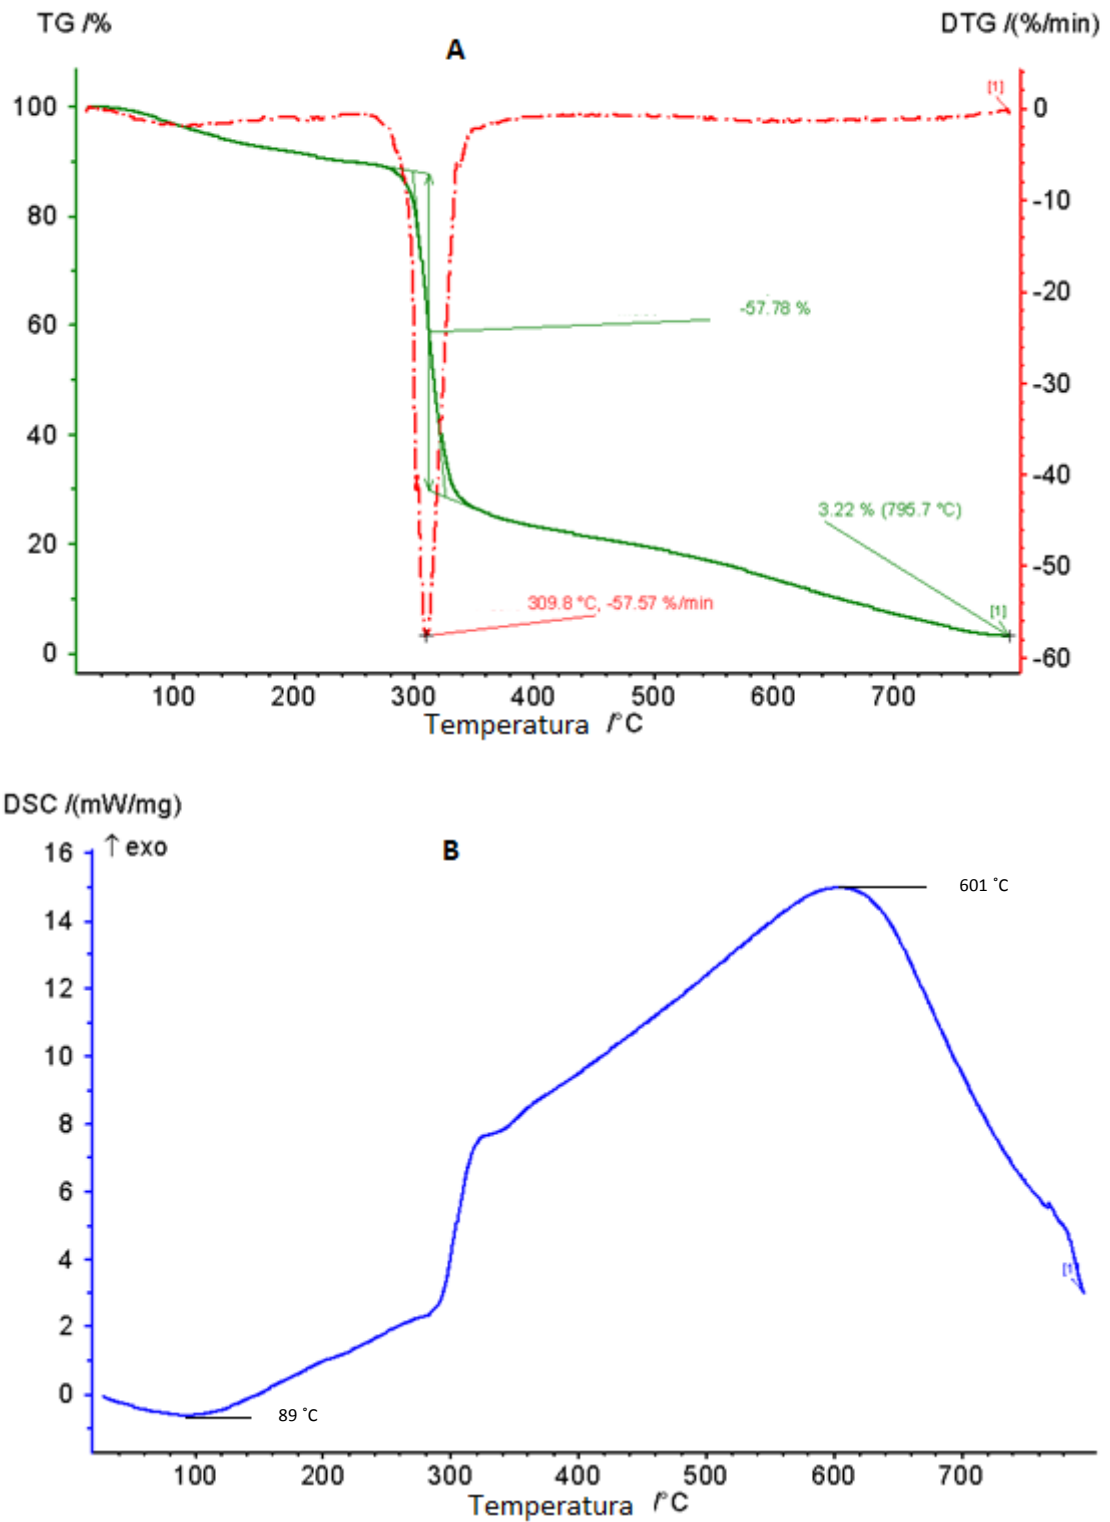 TG /%
DTG /(%/min)
A
[1]
100
0
80
-10
-20
-57.78 %
60
-30
40
-40
3.22 % (795.7 °C)
20
-50
309.8 °C, -57.57 %/min
[1]
0
-60
100 200 300 400 500 600 700
Temperatura /°C
DSC /(mW/mg)
↑ exo
B
16
601 ˚C
14
12
10
8
6
4
[1]
2
0
89 ˚C
100 200 300 400 500 600 700
Temperatura /°C